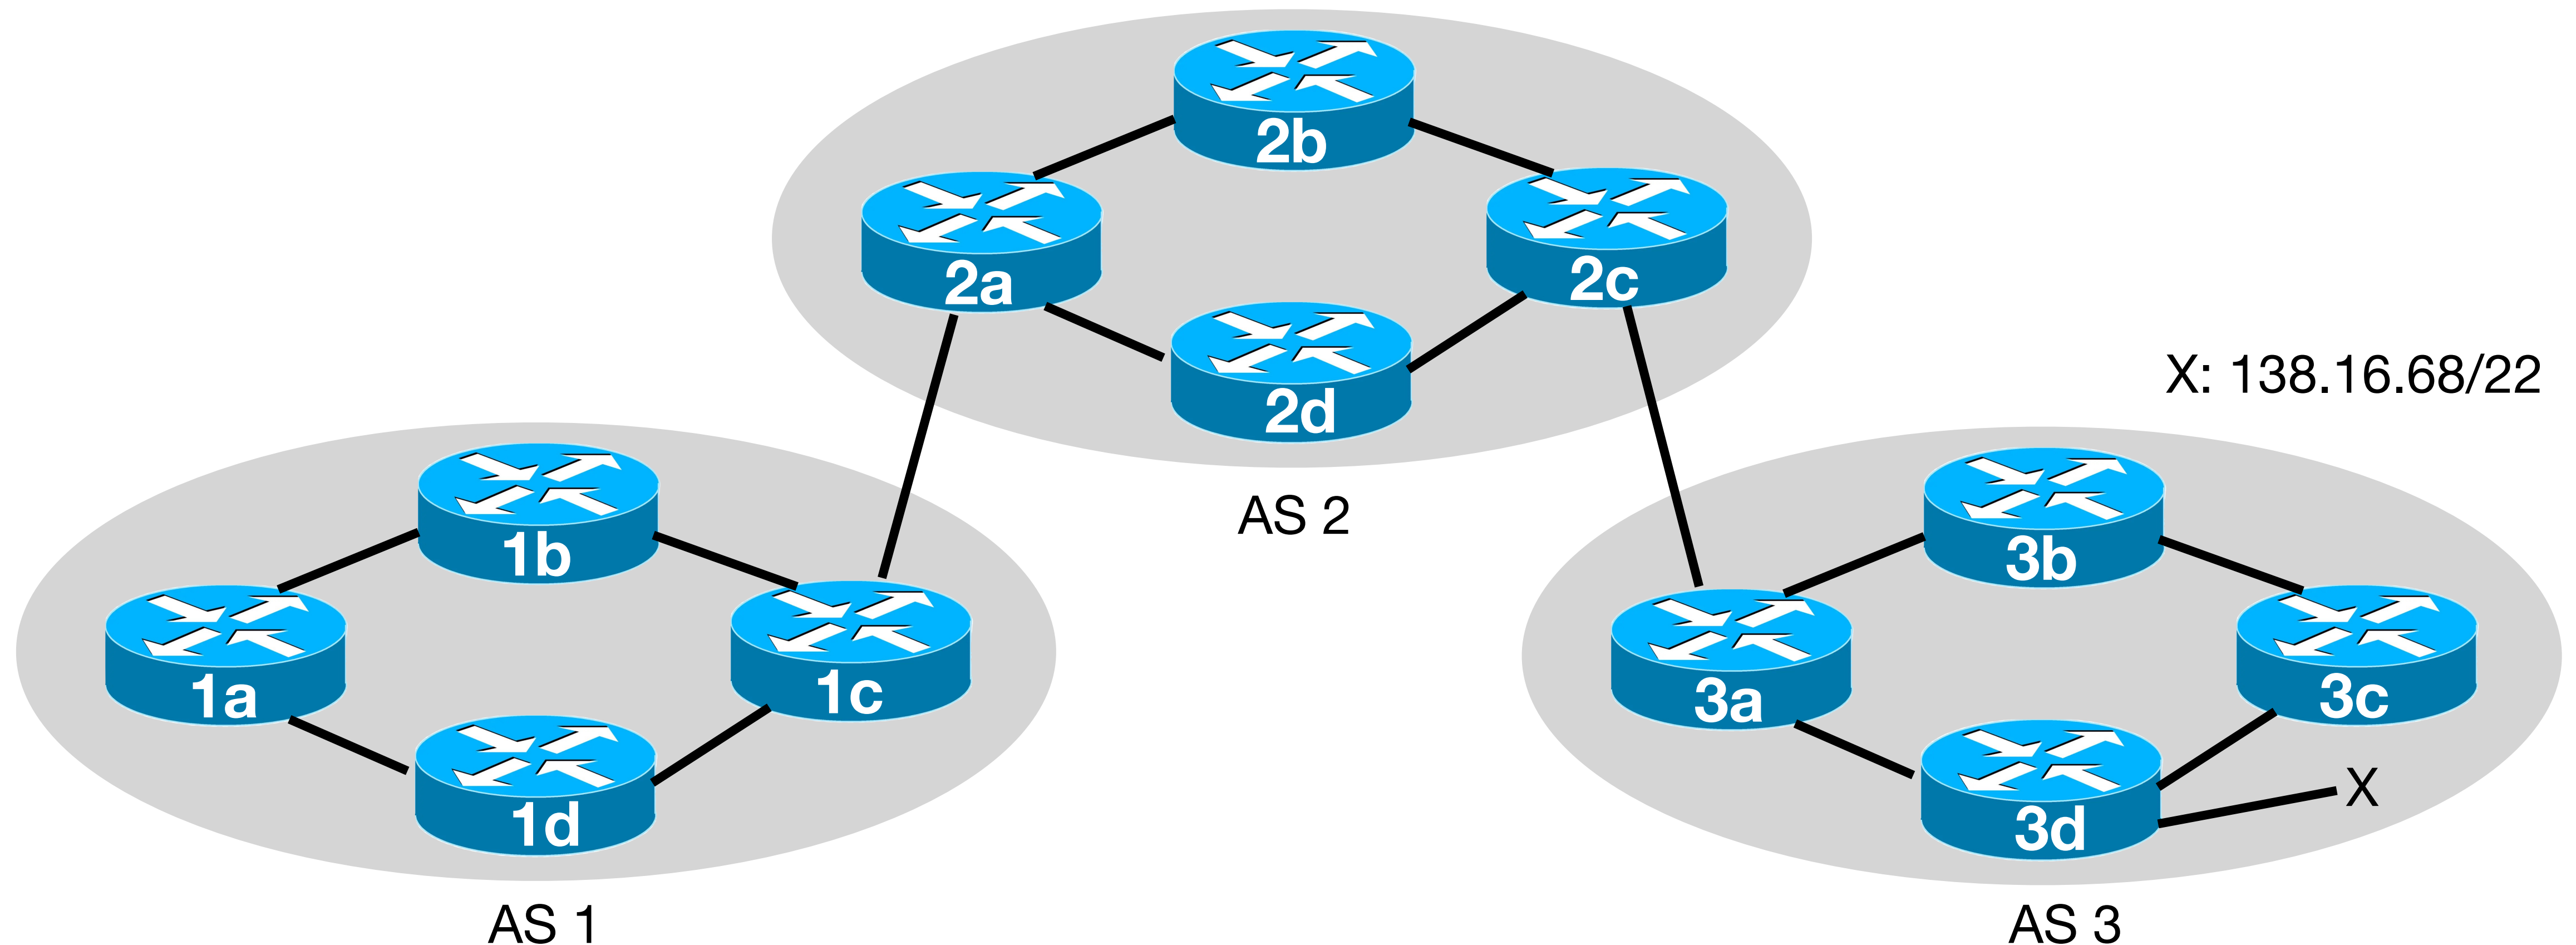 2b
2a
2c
2d
X: 138.16.68/22
AS 2
1b
3b
1a
1c
3a
3c
1d
3d
X
AS 1
AS 3